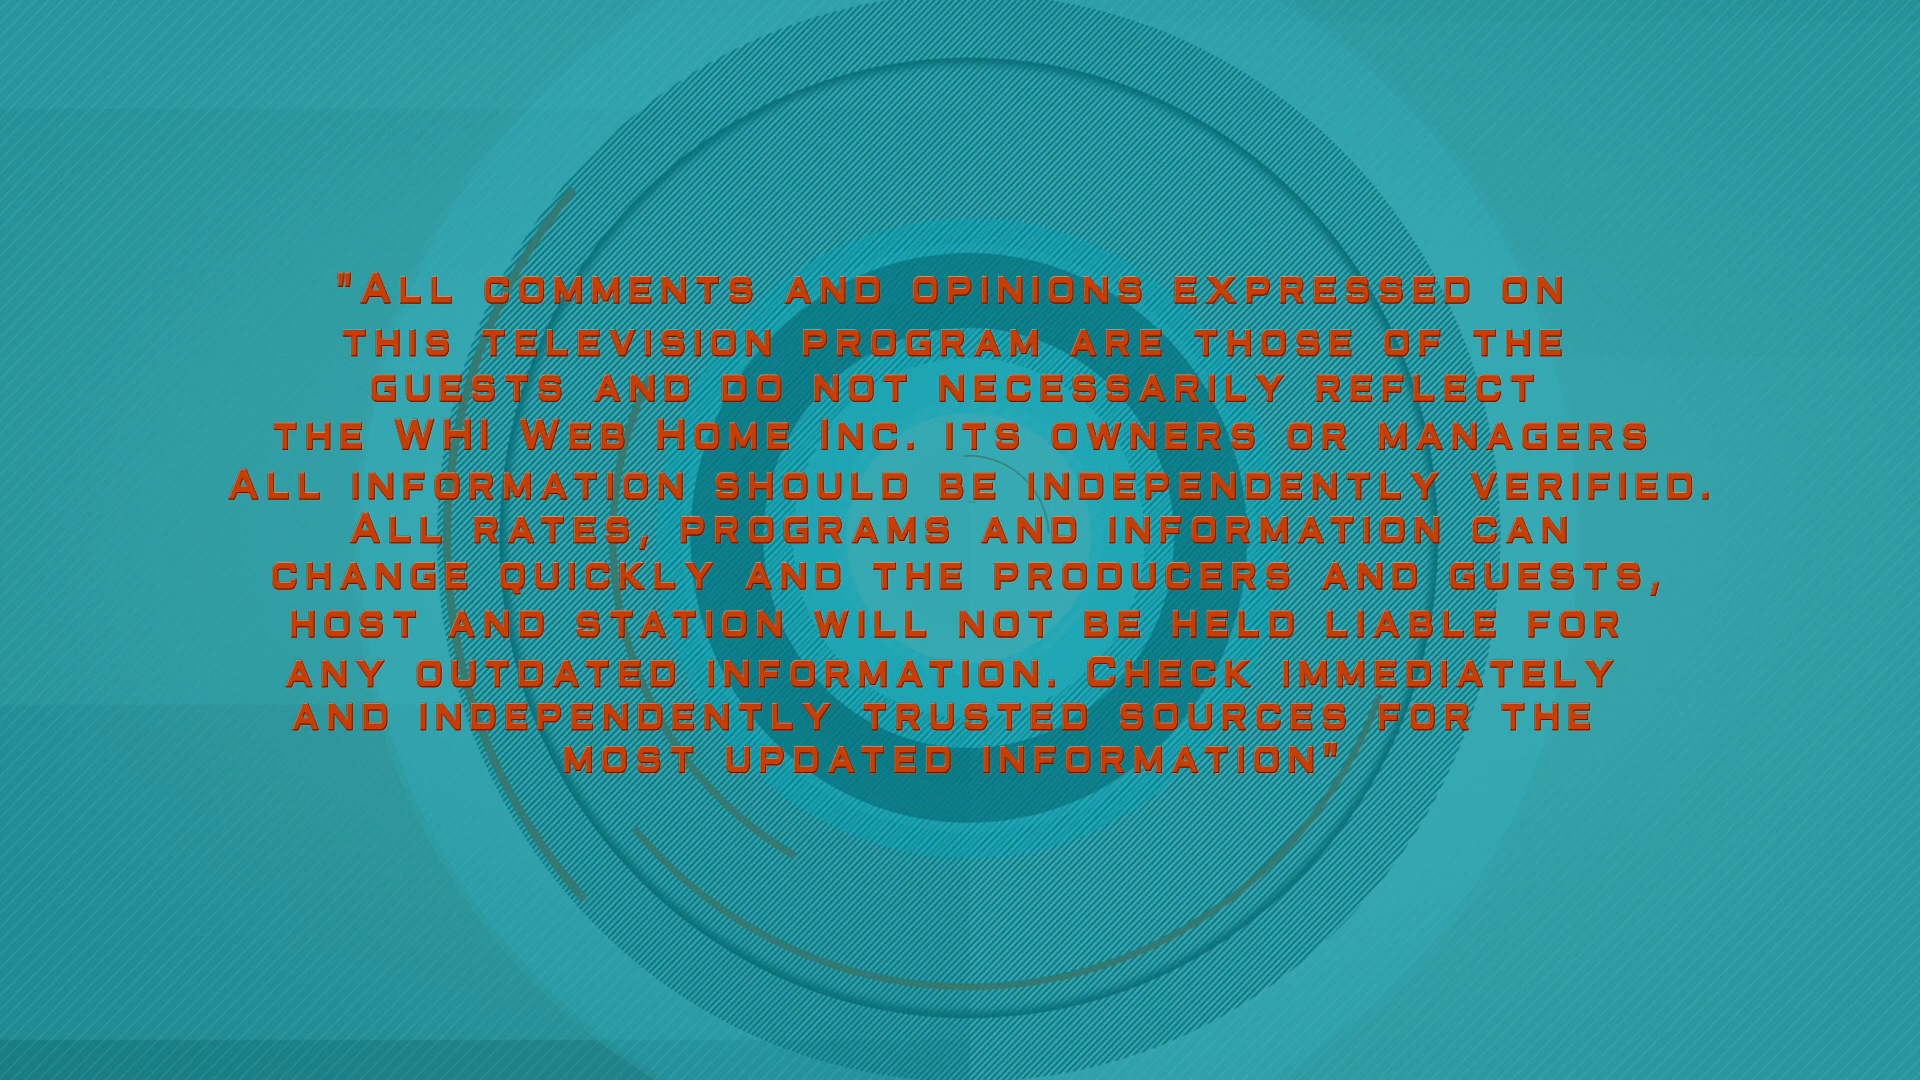 "All comments and opinions expressed on
this television program are those of the
guests and do not necessarily reflect
the WHI Web Home Inc. its owners or managers
All information should be independently verified.
All rates, programs and information can
change quickly and the producers and guests,
host and station will not be held liable for
any outdated information. Check immediately
and independently trusted sources for the
most updated information"